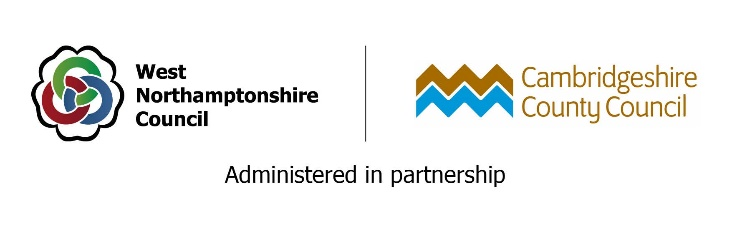 West
Northamptonshire
Council
Cambridgeshire
County Council
Administered in partnership